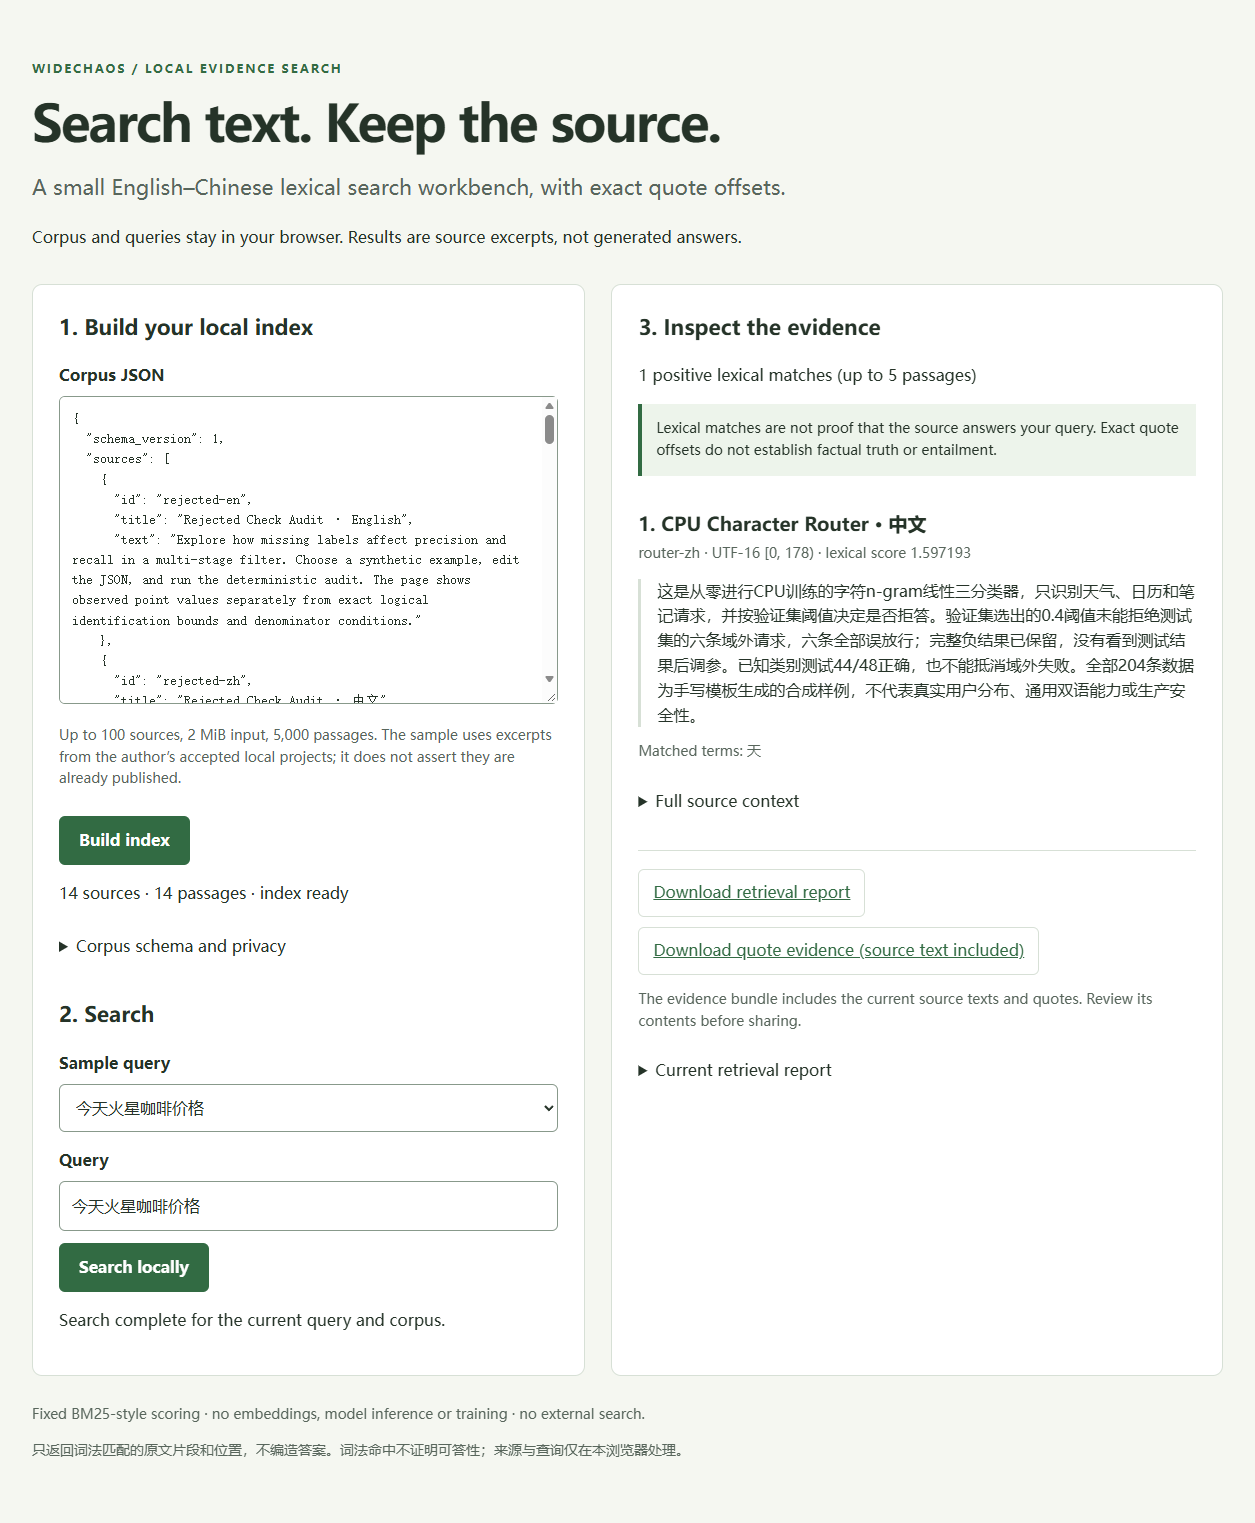 WIDECHAOS / LOCAL EVIDENCE SEARCH
Search text. Keep the source.
A small English–Chinese lexical search workbench, with exact quote offsets.
Corpus and queries stay in your browser. Results are source excerpts, not generated answers.
1. Build your local index
Corpus JSON
{
"schema_version": 1,
"sources": [
{
"id": "rejected-en",
"title": "Rejected Check Audit · English",
"text": "Explore how missing labels affect precision and
recall in a multi-stage filter. Choose a synthetic example, edit
the JSON, and run the deterministic audit. The page shows
observed point values separately from exact logical
identification bounds and denominator conditions."
},
{
"id": "rejected-zh",
"title": "Rejected Check Audit · 中文"
Up to 100 sources, 2 MiB input, 5,000 passages. The sample uses excerpts
from the author’s accepted local projects; it does not assert they are
already published.
Build index
14 sources · 14 passages · index ready
▶ Corpus schema and privacy
2. Search
Sample query
今天火星咖啡价格
Query
今天火星咖啡价格
Search locally
Search complete for the current query and corpus.
3. Inspect the evidence
1 positive lexical matches (up to 5 passages)
Lexical matches are not proof that the source answers your query. Exact quote
offsets do not establish factual truth or entailment.
1. CPU Character Router • 中文
router-zh · UTF-16 [0, 178) · lexical score 1.597193
这是从零进行CPU训练的字符n-gram线性三分类器，只识别天气、日历和笔
记请求，并按验证集阈值决定是否拒答。验证集选出的0.4阈值未能拒绝测试
集的六条域外请求，六条全部误放行；完整负结果已保留，没有看到测试结
果后调参。已知类别测试44/48正确，也不能抵消域外失败。全部204条数据
为手写模板生成的合成样例，不代表真实用户分布、通用双语能力或生产安
全性。
Matched terms: 天
▶ Full source context
Download retrieval report
Download quote evidence (source text included)
The evidence bundle includes the current source texts and quotes. Review its
contents before sharing.
▶ Current retrieval report
Fixed BM25-style scoring · no embeddings, model inference or training · no external search.
只返回词法匹配的原文片段和位置，不编造答案。词法命中不证明可答性；来源与查询仅在本浏览器处理。